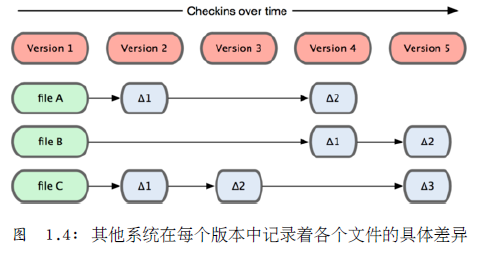 Checkins over time
Version 1 Version 2 Version 3 Version 4 Version 5
file A Δ1 Δ2
file B Δ1 Δ2
file C Δ1 Δ2 Δ3
图 1.4: 其他系统在每个版本中记录着各个文件的具体差异